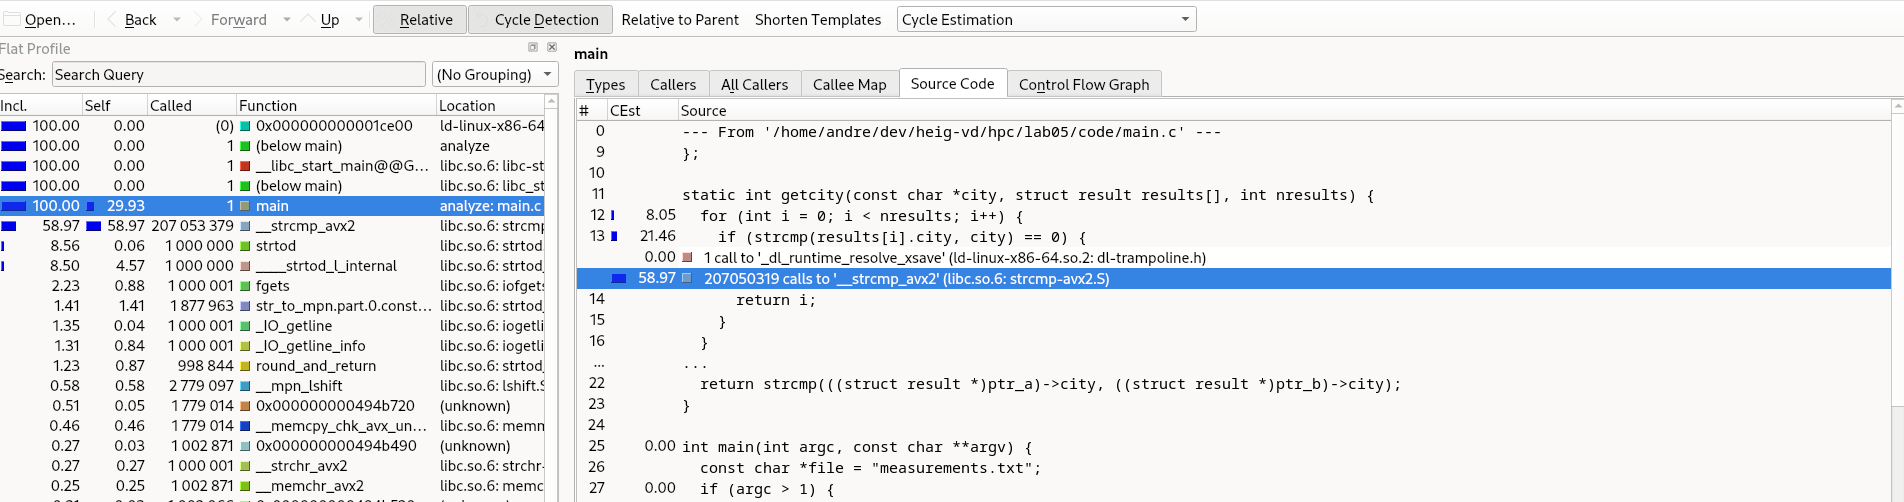 Open... Back Forward Up Relative Cycle Detection Relative to Parent Shorten Templates Cycle Estimation
Flat Profile
Search: Search Query (No Grouping)
Incl. Self Called Function Location
100.00 0.00 (0) 0x000000000001ce00 ld-linux-x86-64
100.00 0.00 1 (below main) analyze
100.00 0.00 1 __libc_start_main@@G... libc.so.6: libc-st
100.00 0.00 1 (below main) libc.so.6: libc_st
100.00 29.93 1 main analyze: main.c
58.97 58.97 207 053 379 __strcmp_avx2 libc.so.6: strcmp
8.56 0.06 1 000 000 strtod libc.so.6: strtod
8.50 4.57 1 000 000 ____strtod_l_internal libc.so.6: strtod_
2.23 0.88 1 000 001 fgets libc.so.6: iofgets
1.41 1.41 1 877 963 str_to_mpn.part.0.const... libc.so.6: strtod_
1.35 0.04 1 000 001 _IO_getline libc.so.6: iogetli
1.31 0.84 1 000 001 _IO_getline_info libc.so.6: iogetli
1.23 0.87 998 844 round_and_return libc.so.6: strtod_
0.58 0.58 2 779 097 __mpn_lshift libc.so.6: lshift.S
0.51 0.05 1 779 014 0x000000000494b720 (unknown)
0.46 0.46 1 779 014 __memcpy_chk_avx_un... libc.so.6: memm
0.27 0.03 1 002 871 0x000000000494b490 (unknown)
0.27 0.27 1 000 001 __strchr_avx2 libc.so.6: strchr-
0.25 0.25 1 002 871 __memchr_avx2 libc.so.6: memc
main
Types Callers All Callers Callee Map Source Code Control Flow Graph
# CEst Source
0 --- From '/home/andre/dev/heig-vd/hpc/lab05/code/main.c' ---
9 };
10
11 static int getcity(const char *city, struct result results[], int nresults) {
12 8.05 for (int i = 0; i < nresults; i++) {
13 21.46 if (strcmp(results[i].city, city) == 0) {
0.00 1 call to '_dl_runtime_resolve_xsave' (ld-linux-x86-64.so.2: dl-trampoline.h)
58.97 207050319 calls to '__strcmp_avx2' (libc.so.6: strcmp-avx2.S)
14 return i;
15 }
16 }
... ...
22 return strcmp(((struct result *)ptr_a)->city, ((struct result *)ptr_b)->city);
23 }
24
25 0.00 int main(int argc, const char **argv) {
26 const char *file = "measurements.txt";
27 0.00 if (argc > 1) {